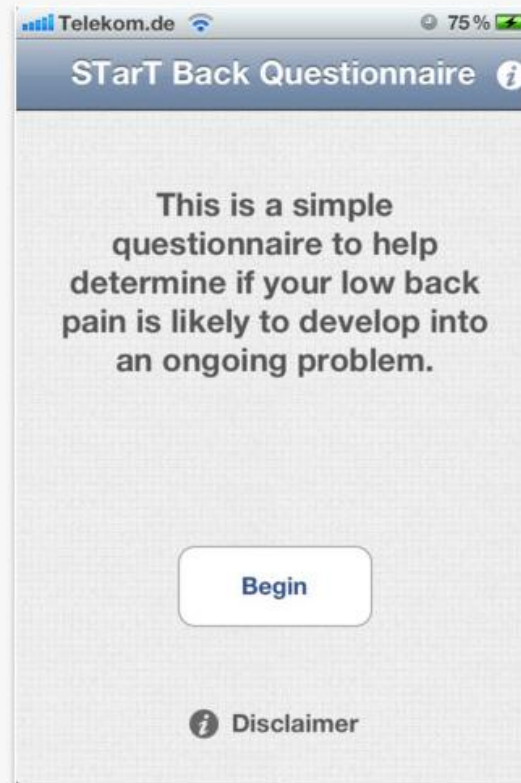 Telekom.de 75%
STarT Back Questionnaire
This is a simple
questionnaire to help
determine if your low back
pain is likely to develop into
an ongoing problem.
Begin
Disclaimer